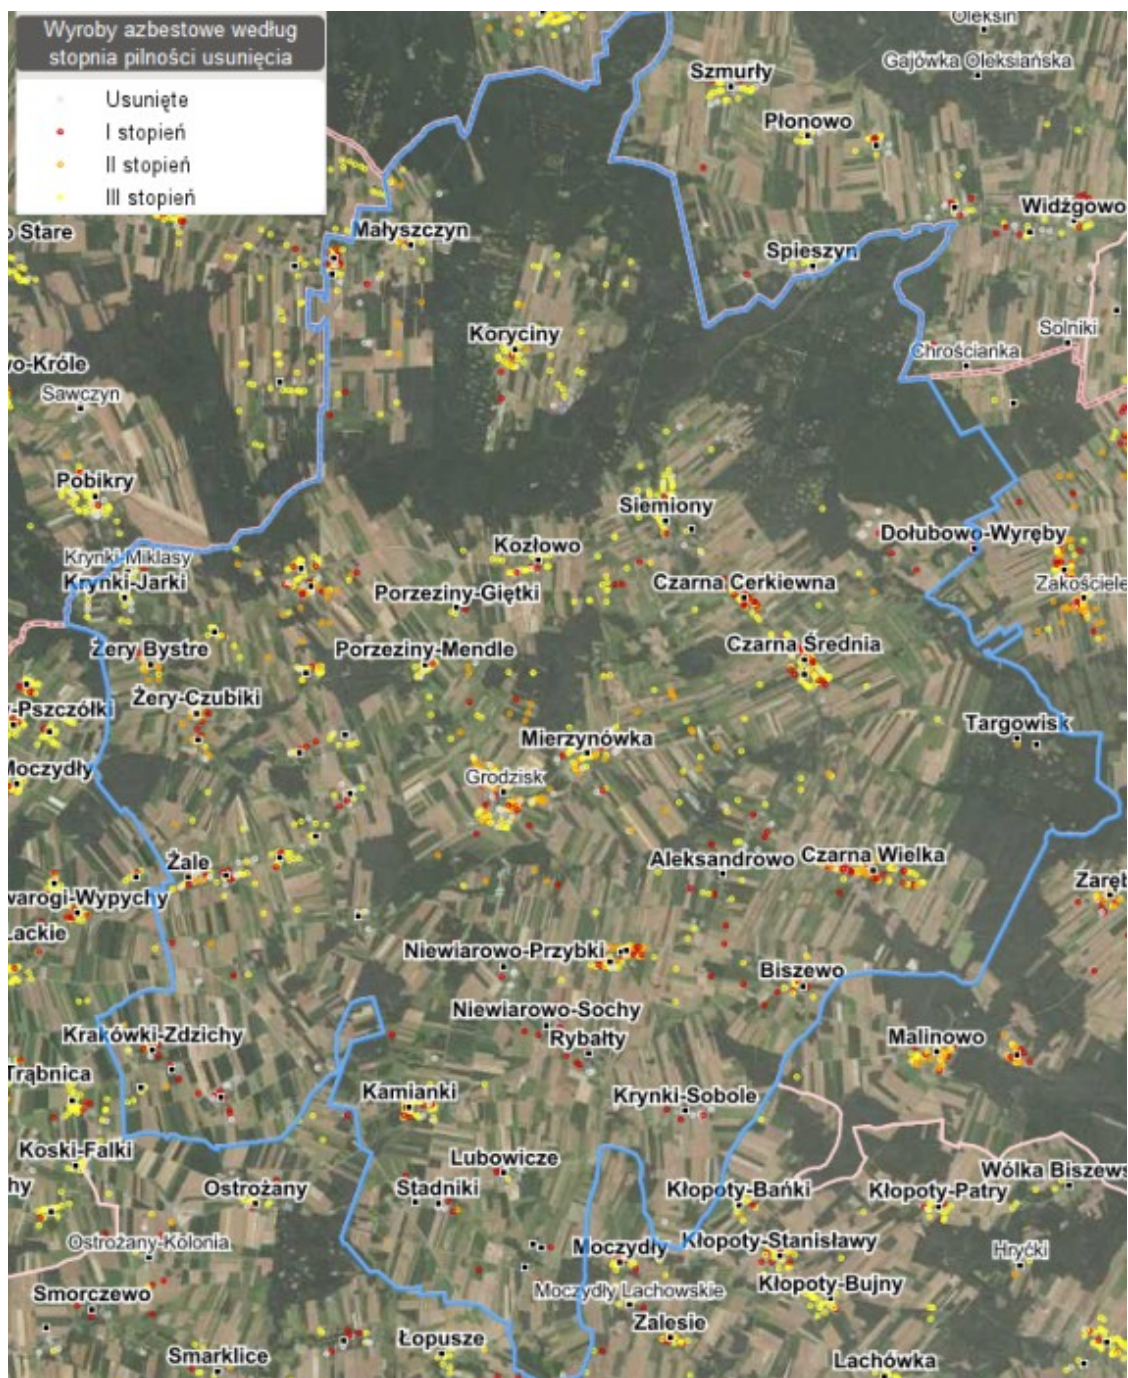 Wyroby azbestowe według
stopnia pilności usunięcia
Usunięte
I stopień
II stopień
III stopień
Oleksin
Gajówka Oleksiańska
Szmurły
Płonowo
Widźgowo
o Stare
Małyszczyn
Spieszyn
Koryciny
Solniki
Chrościanka
wo-Króle
Sawczyn
Pobikry
Siemiony
Dołubowo-Wyręby
Kozłowo
Krynki-Miklasy
Krynki-Jarki
Czarna Cerkiewna
Zakościele
Porzeziny-Giętki
Żery Bystre
Porzeziny-Mendle
Czarna Średnia
Żery-Czubiki
y-Pszczółki
Targowisk
Mierzynówka
Moczydły
Grodzisk
Żale
Aleksandrowo
Czarna Wielka
Zaręb
warogi-Wypychy
Lackie
Niewiarowo-Przybki
Biszewo
Niewiarowo-Sochy
Krakówki-Zdzichy
Rybałty
Malinowo
Trąbnica
Kamianki
Krynki-Sobole
Koski-Falki
Lubowicze
Wólka Biszews
hy
Ostrożany
Stadniki
Kłopoty-Bańki
Kłopoty-Patry
Ostrożany-Kolonia
Moczydły
Kłopoty-Stanisławy
Hryćki
Smorczewo
Moczydły Lachowskie
Kłopoty-Bujny
Łopusze
Zalesie
Smarklice
Lachówka